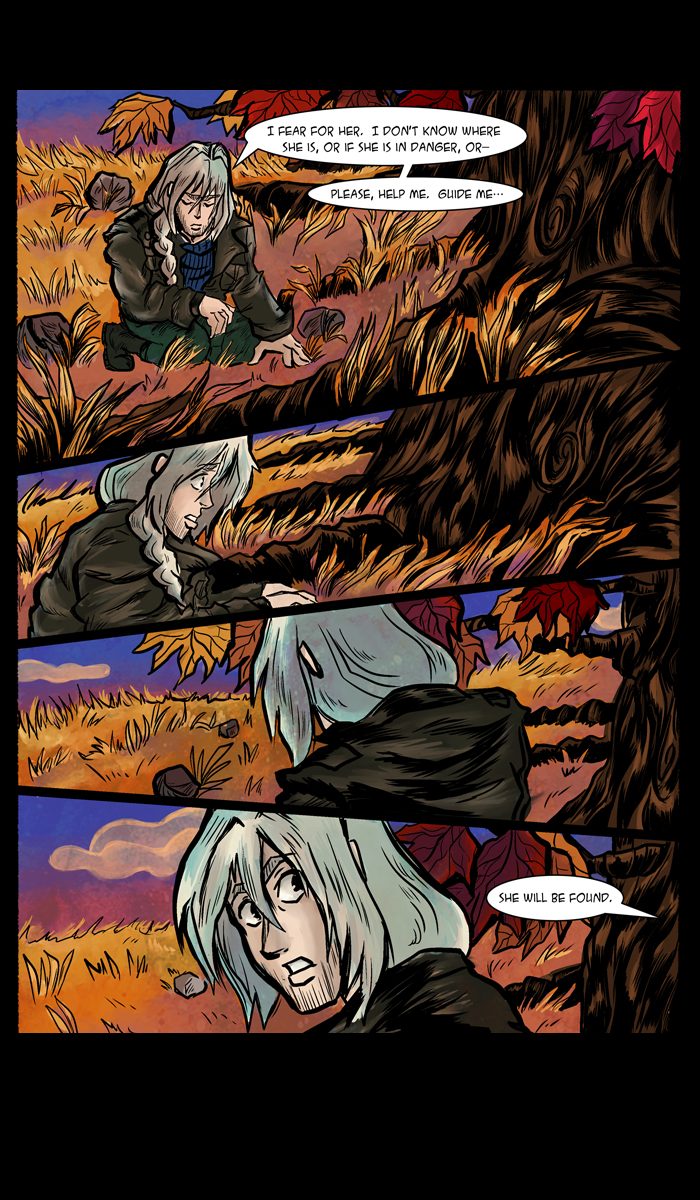 I FEAR FOR HER. I DON'T KNOW WHERE
SHE IS, OR IF SHE IS IN DANGER, OR–
PLEASE, HELP ME. GUIDE ME...
SHE WILL BE FOUND.